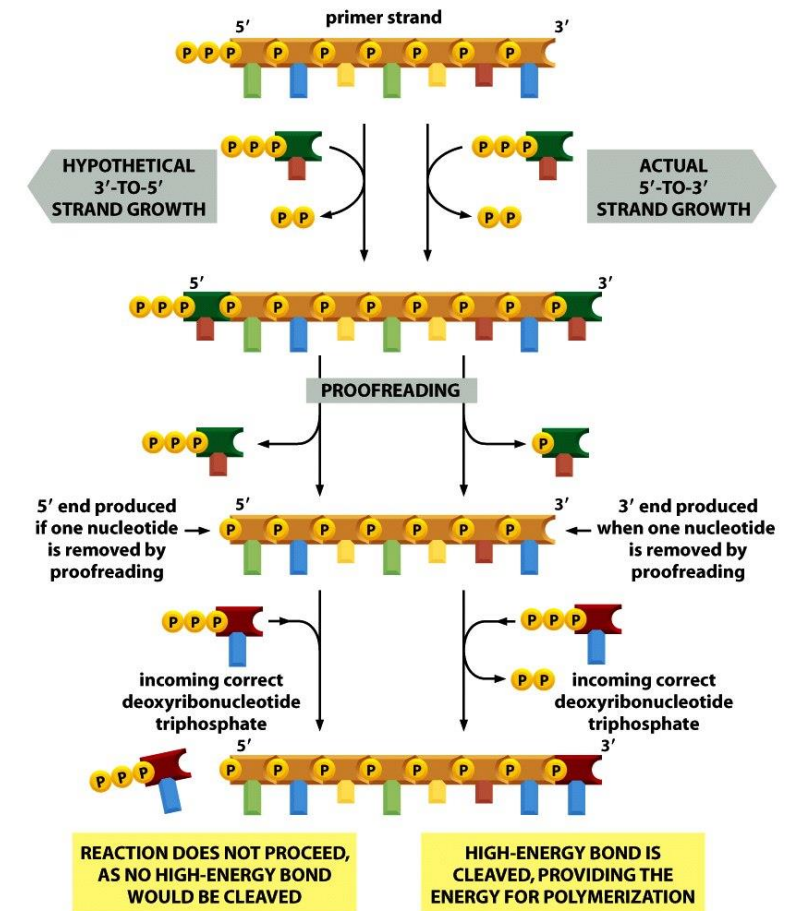 primer strand
5′ 3′
P P P P P P P P P
HYPOTHETICAL
3′-TO-5′
STRAND GROWTH
P P P
P P
P P P
P P
ACTUAL
5′-TO-3′
STRAND GROWTH
5′ 3′
P P P P P P P P P P P
PROOFREADING
P P P
P
5′ end produced
if one nucleotide
is removed by
proofreading
5′ 3′
P P P P P P P
3′ end produced
when one nucleotide
is removed by
proofreading
P P P
incoming correct
deoxyribonucleotide
triphosphate
P P P
P P
incoming correct
deoxyribonucleotide
triphosphate
5′ 3′
P P P
P P P P P P P P
REACTION DOES NOT PROCEED,
AS NO HIGH-ENERGY BOND
WOULD BE CLEAVED
HIGH-ENERGY BOND IS
CLEAVED, PROVIDING THE
ENERGY FOR POLYMERIZATION